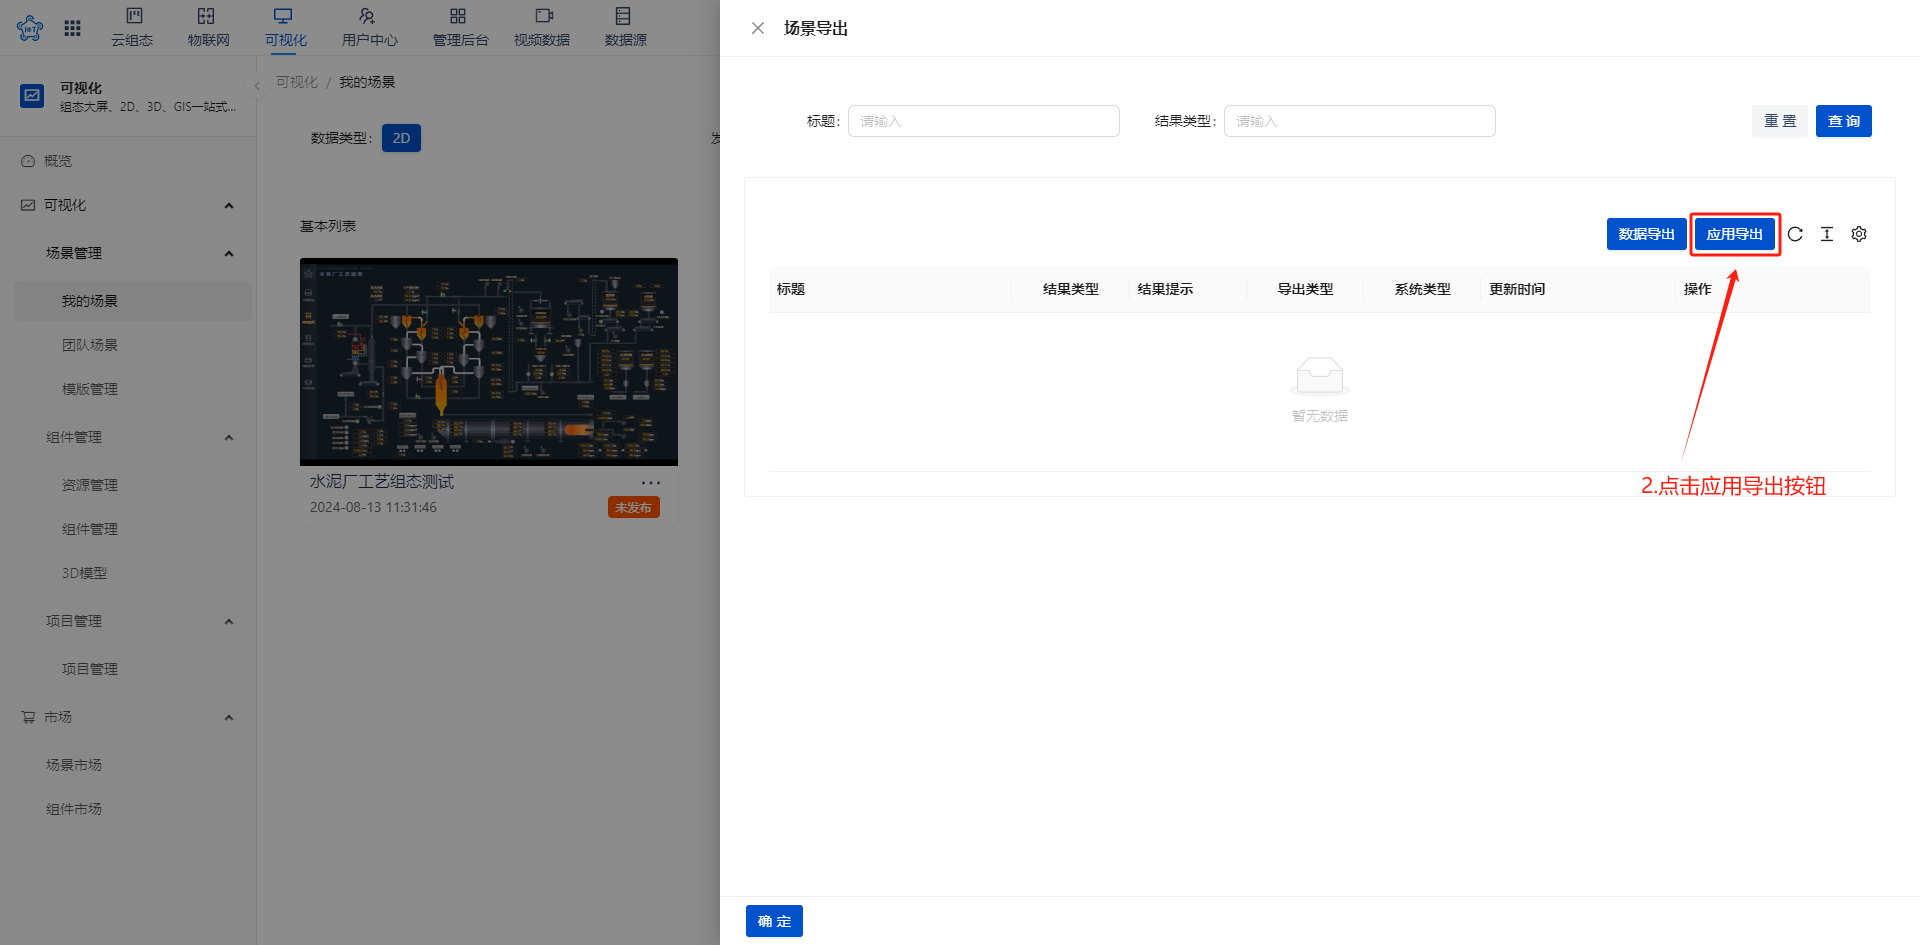 云组态
物联网
可视化
用户中心
管理后台
视频数据
数据源
可视化
组态大屏、2D、3D、GIS一站式...
概览
可视化
场景管理
我的场景
团队场景
模版管理
组件管理
资源管理
组件管理
3D模型
项目管理
项目管理
市场
场景市场
组件市场
可视化 / 我的场景
数据类型: 2D
基本列表
水泥厂工艺组态测试
2024-08-13 11:31:46
未发布
场景导出
标题: 请输入
结果类型: 请输入
重 置
查 询
数据导出
应用导出
标题 结果类型 结果提示 导出类型 系统类型 更新时间 操作
暂无数据
2.点击应用导出按钮
确 定